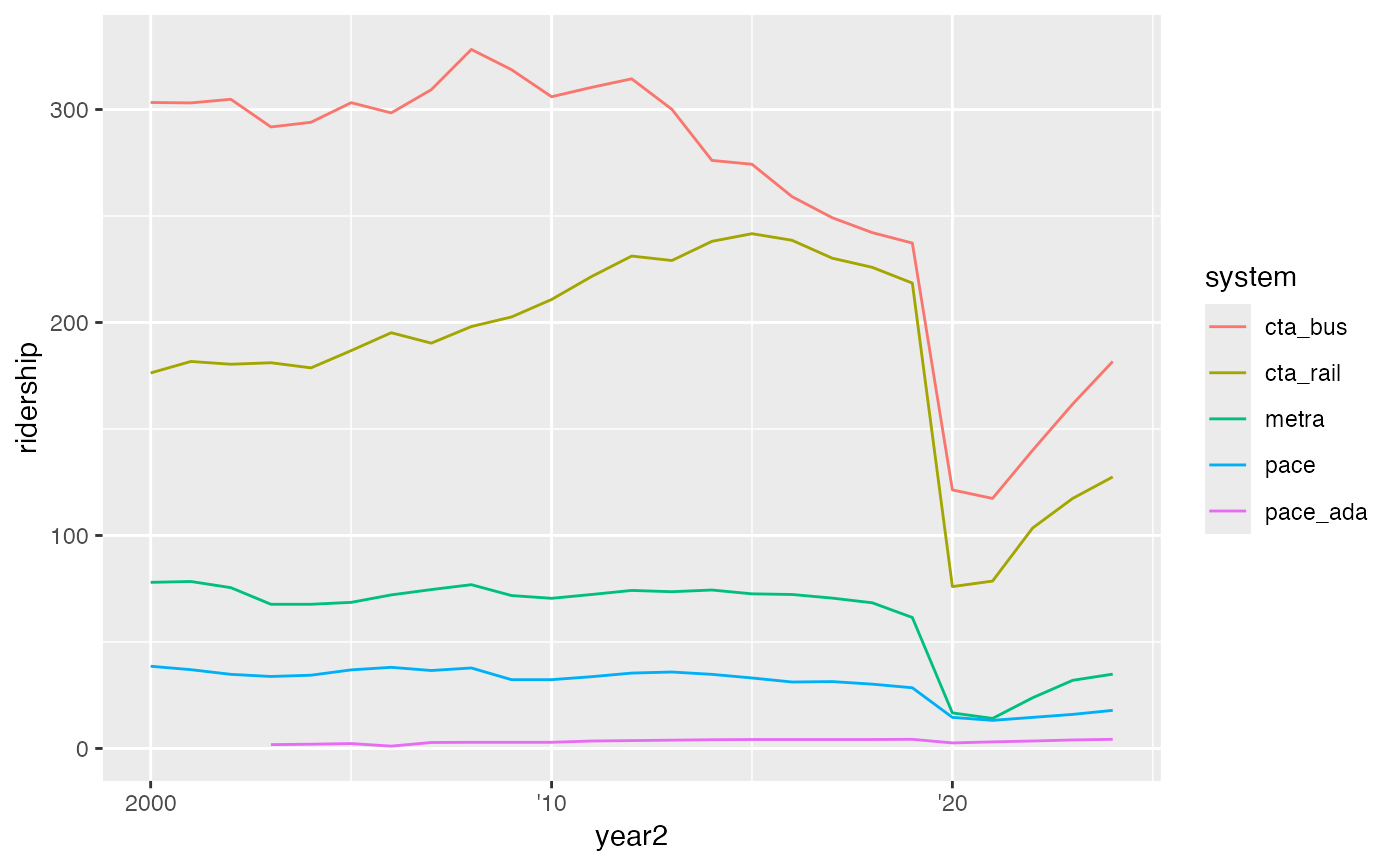 300
200
100
0
2000
'10
'20
year2
ridership
system
cta_bus
cta_rail
metra
pace
pace_ada